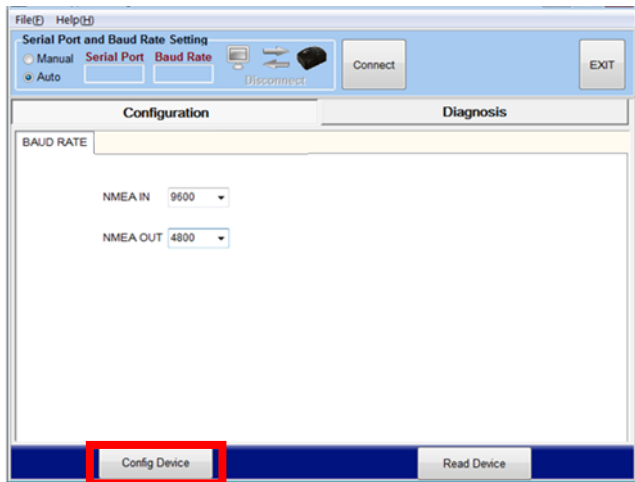 File(F) Help(H)
Serial Port and Baud Rate Setting
Manual Serial Port Baud Rate
Auto
Disconnect
Connect
EXIT
Configuration Diagnosis
BAUD RATE
NMEA IN 9600
NMEA OUT 4800
Config Device Read Device